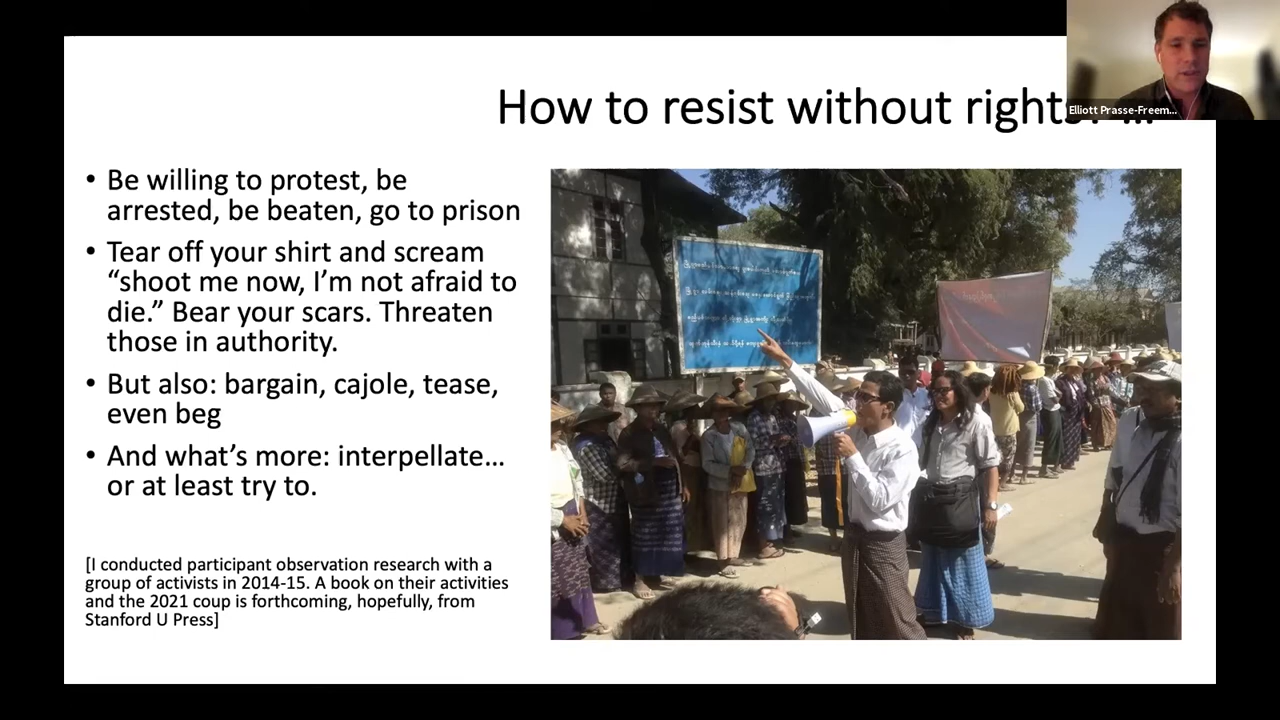 How to resist without rights? ...
Elliott Prasse-Freem...
• Be willing to protest, be
arrested, be beaten, go to prison
• Tear off your shirt and scream
“shoot me now, I’m not afraid to
die.” Bear your scars. Threaten
those in authority.
• But also: bargain, cajole, tease,
even beg
• And what’s more: interpellate…
or at least try to.
[I conducted participant observation research with a
group of activists in 2014-15. A book on their activities
and the 2021 coup is forthcoming, hopefully, from
Stanford U Press]